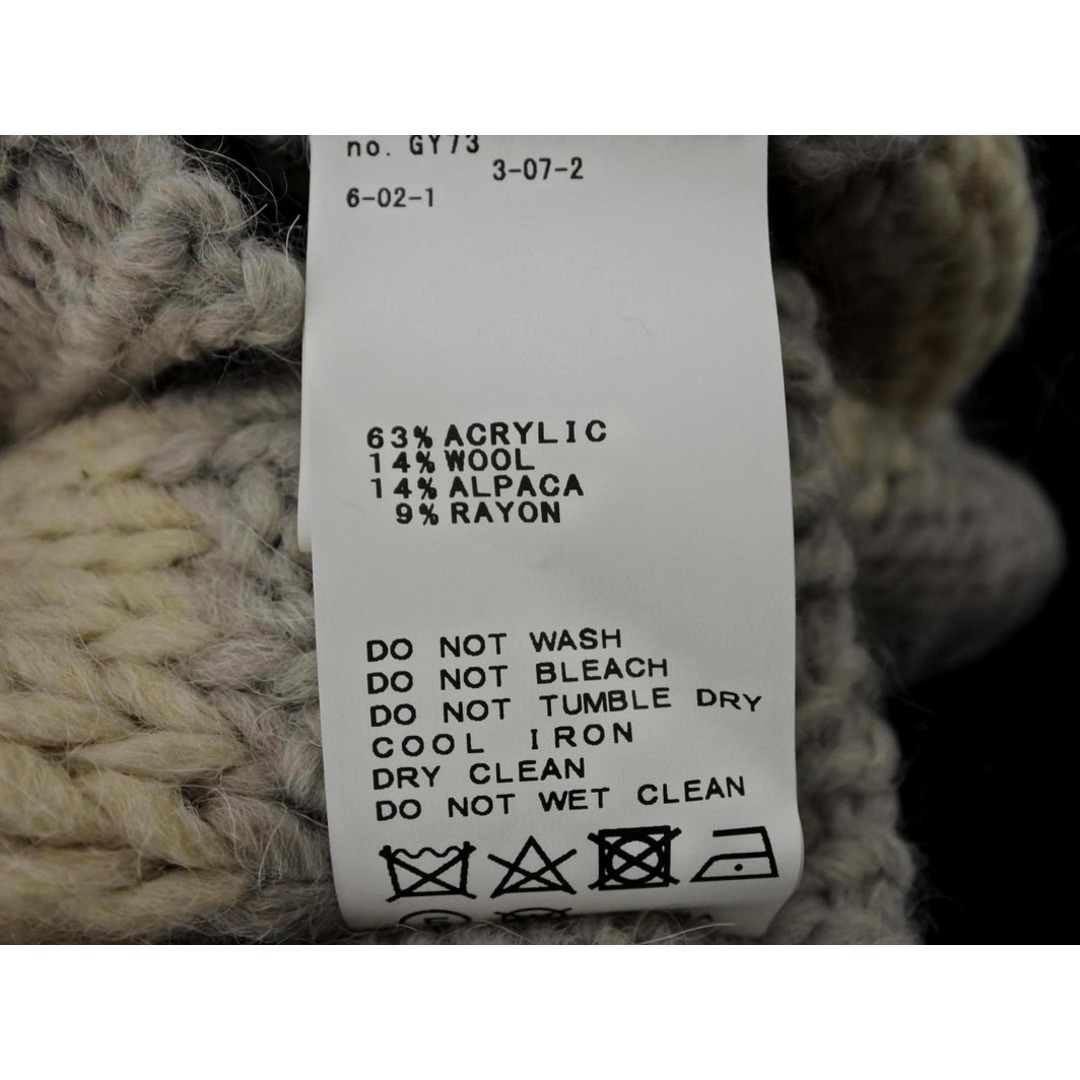 no. GY73
3-07-2
6-02-1
63% ACRYLIC
14% WOOL
14% ALPACA
9% RAYON
DO NOT WASH
DO NOT BLEACH
DO NOT TUMBLE DRY
COOL IRON
DRY CLEAN
DO NOT WET CLEAN